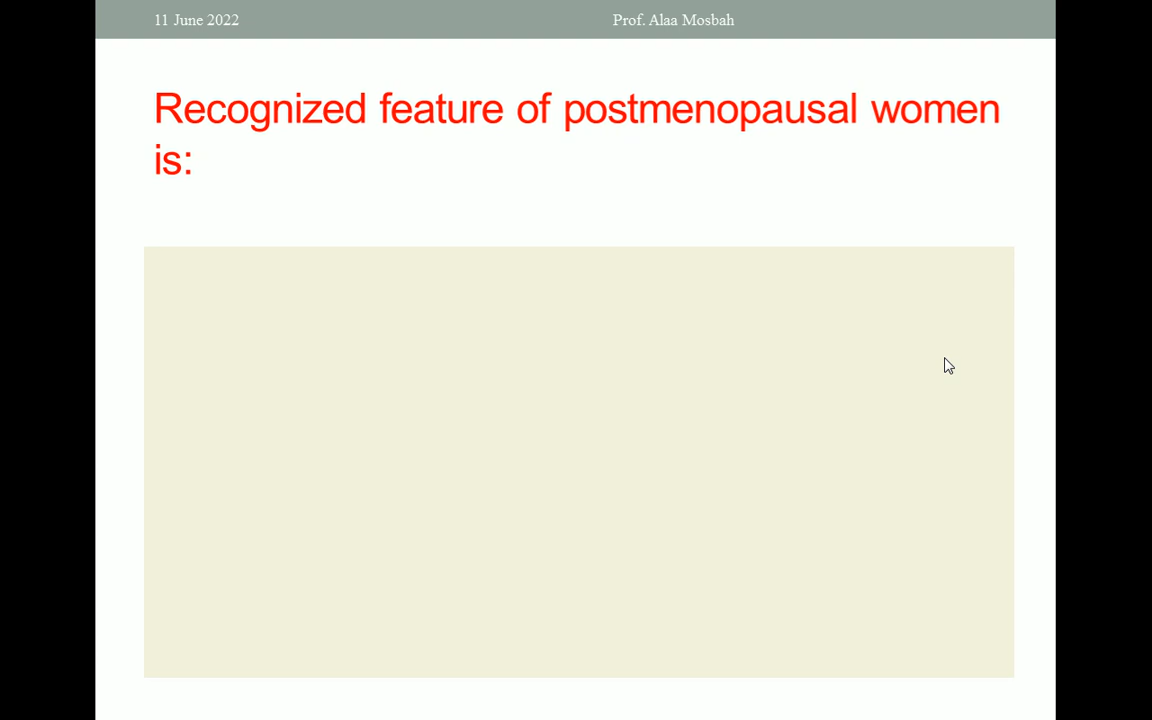 11 June 2022
Prof. Alaa Mosbah
Recognized feature of postmenopausal women
is: